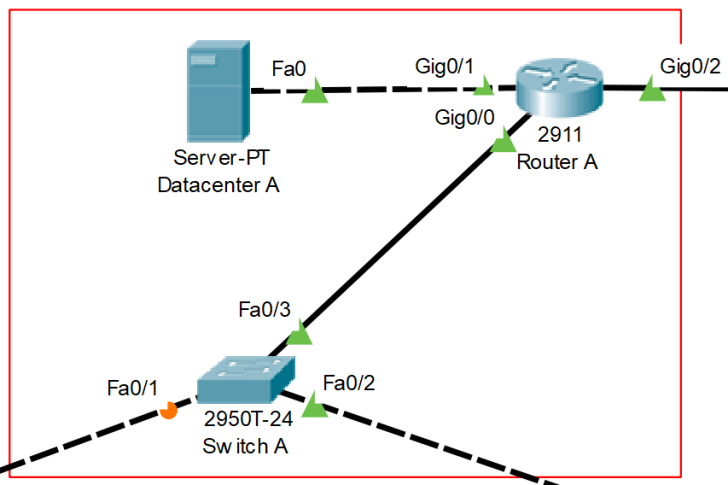 Fa0
Gig0/1
Gig0/2
Gig0/0
2911
Router A
Server-PT
Datacenter A
Fa0/3
Fa0/1
Fa0/2
2950T-24
Switch A